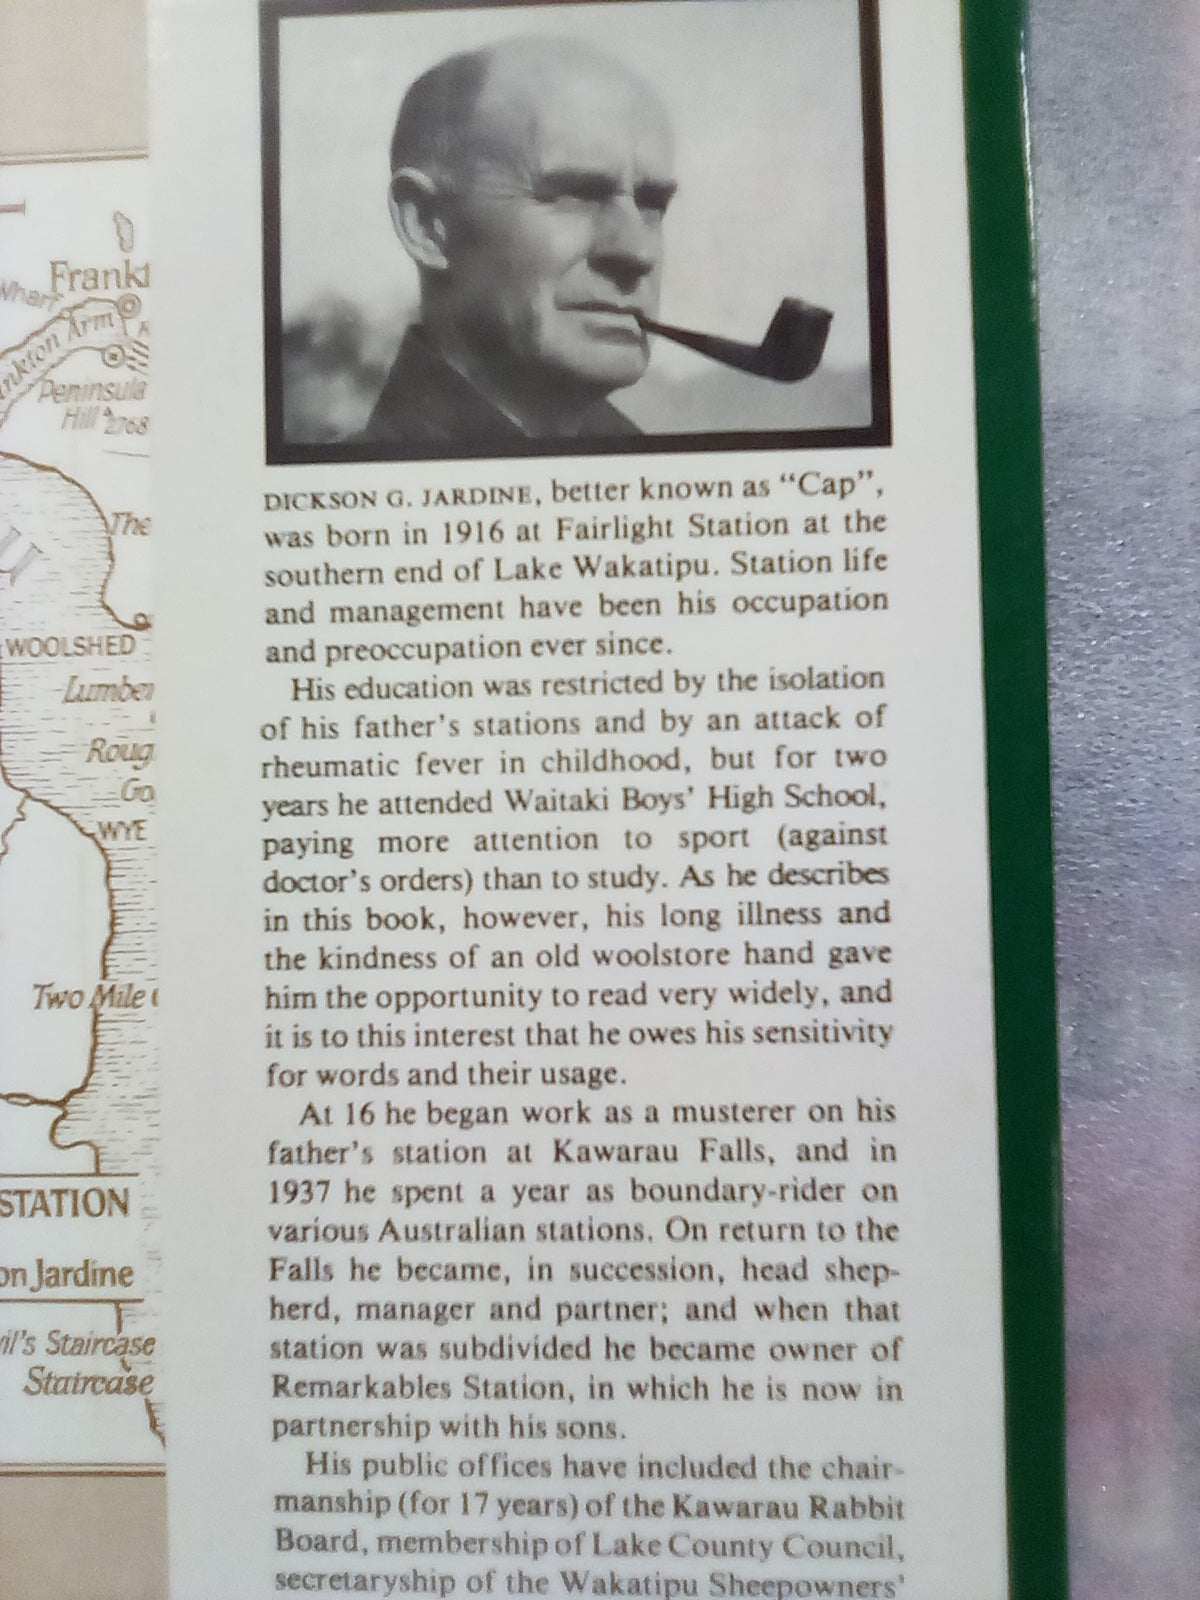 Frankt
Wharf
nkton Arm
K
Peninsula
Hill 2768
The
WOOLSHED
Lumber
Roug
Go
WYE
Two Mile
STATION
on Jardine
vil's Staircase
Staircase
DICKSON G. JARDINE, better known as “Cap”,
was born in 1916 at Fairlight Station at the
southern end of Lake Wakatipu. Station life
and management have been his occupation
and preoccupation ever since.
His education was restricted by the isolation
of his father's stations and by an attack of
rheumatic fever in childhood, but for two
years he attended Waitaki Boys' High School,
paying more attention to sport (against
doctor's orders) than to study. As he describes
in this book, however, his long illness and
the kindness of an old woolstore hand gave
him the opportunity to read very widely, and
it is to this interest that he owes his sensitivity
for words and their usage.
At 16 he began work as a musterer on his
father's station at Kawarau Falls, and in
1937 he spent a year as boundary-rider on
various Australian stations. On return to the
Falls he became, in succession, head shep-
herd, manager and partner; and when that
station was subdivided he became owner of
Remarkables Station, in which he is now in
partnership with his sons.
His public offices have included the chair-
manship (for 17 years) of the Kawarau Rabbit
Board, membership of Lake County Council,
secretaryship of the Wakatipu Sheepowners'